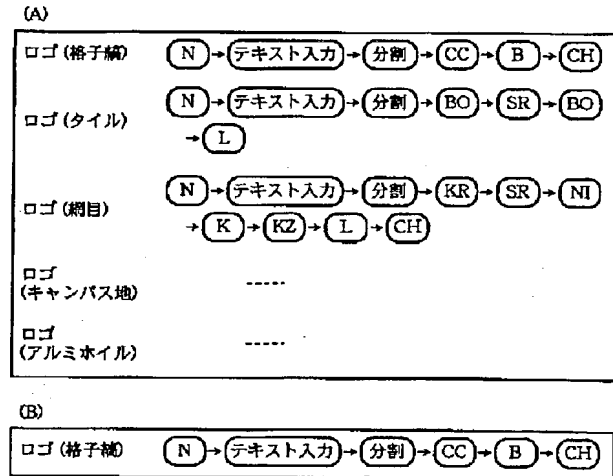 (A)
ロゴ(格子縞) N→テキスト入力→分割→CC→B→CH
ロゴ(タイル) N→テキスト入力→分割→BO→SR→BO
→L
ロゴ(網目) N→テキスト入力→分割→KR→SR→NI
→K→KZ→L→CH
ロゴ
(キャンバス地) -----
ロゴ
(アルミホイル) -----
(B)
ロゴ(格子縞) N→テキスト入力→分割→CC→B→CH